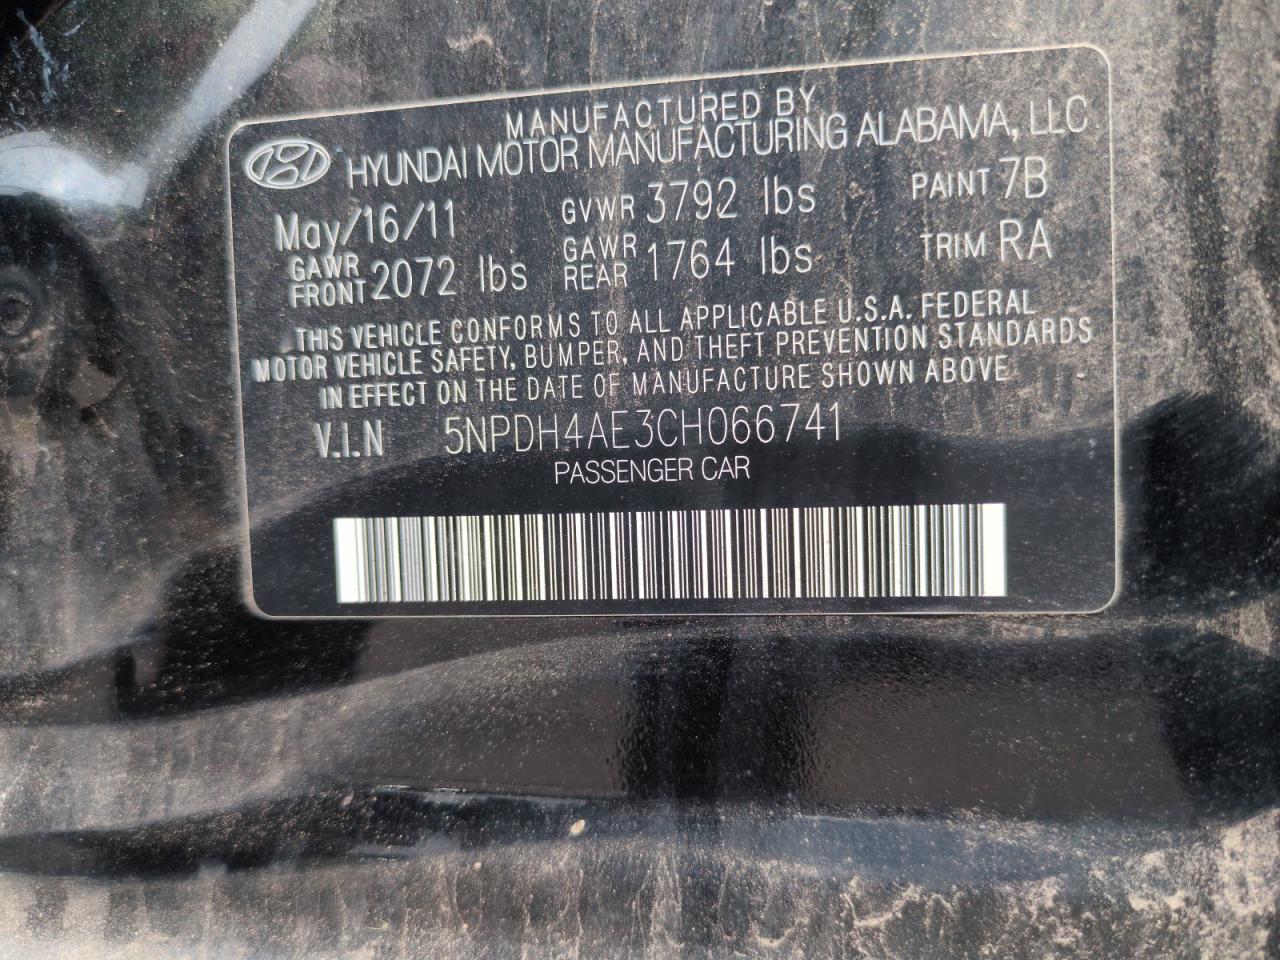 MANUFACTURED BY
HYUNDAI MOTOR MANUFACTURING ALABAMA, LLC
May/16/11 GVWR 3792 lbs PAINT 7B
GAWR FRONT 2072 lbs GAWR REAR 1764 lbs TRIM RA
THIS VEHICLE CONFORMS TO ALL APPLICABLE U.S.A. FEDERAL
MOTOR VEHICLE SAFETY, BUMPER, AND THEFT PREVENTION STANDARDS
IN EFFECT ON THE DATE OF MANUFACTURE SHOWN ABOVE
V.I.N 5NPDH4AE3CH066741
PASSENGER CAR